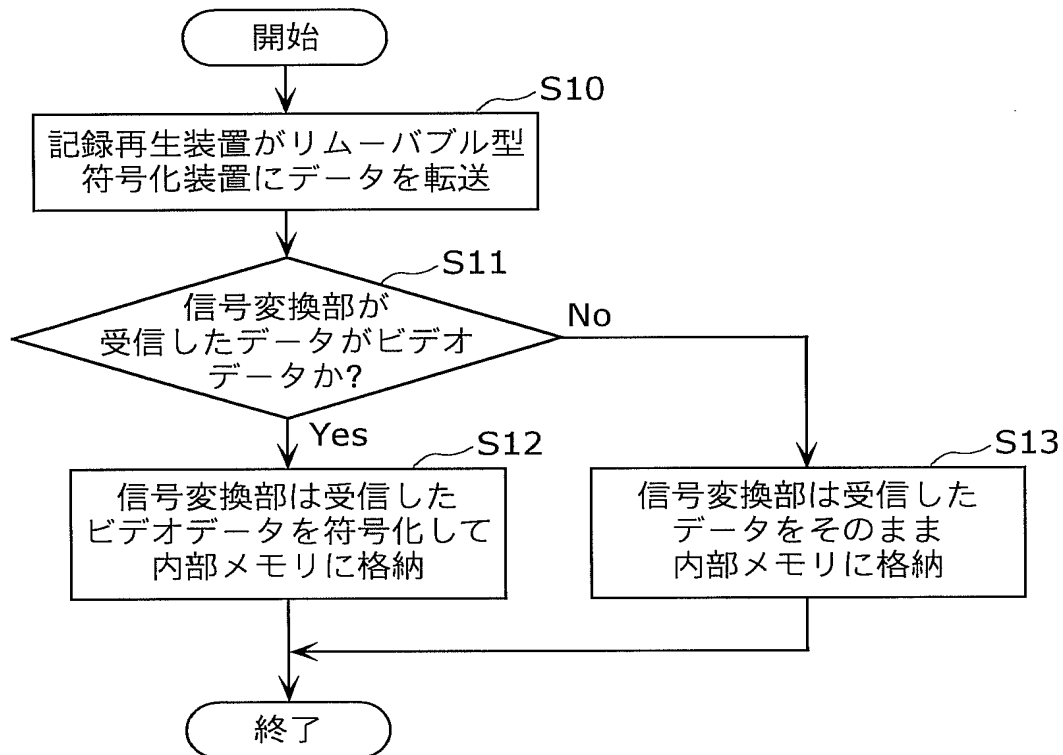 開始
S10
記録再生装置がリムーバブル型
符号化装置にデータを転送
S11
信号変換部が
受信したデータがビデオ
データか?
No
Yes
S12
信号変換部は受信した
ビデオデータを符号化して
内部メモリに格納
S13
信号変換部は受信した
データをそのまま
内部メモリに格納
終了